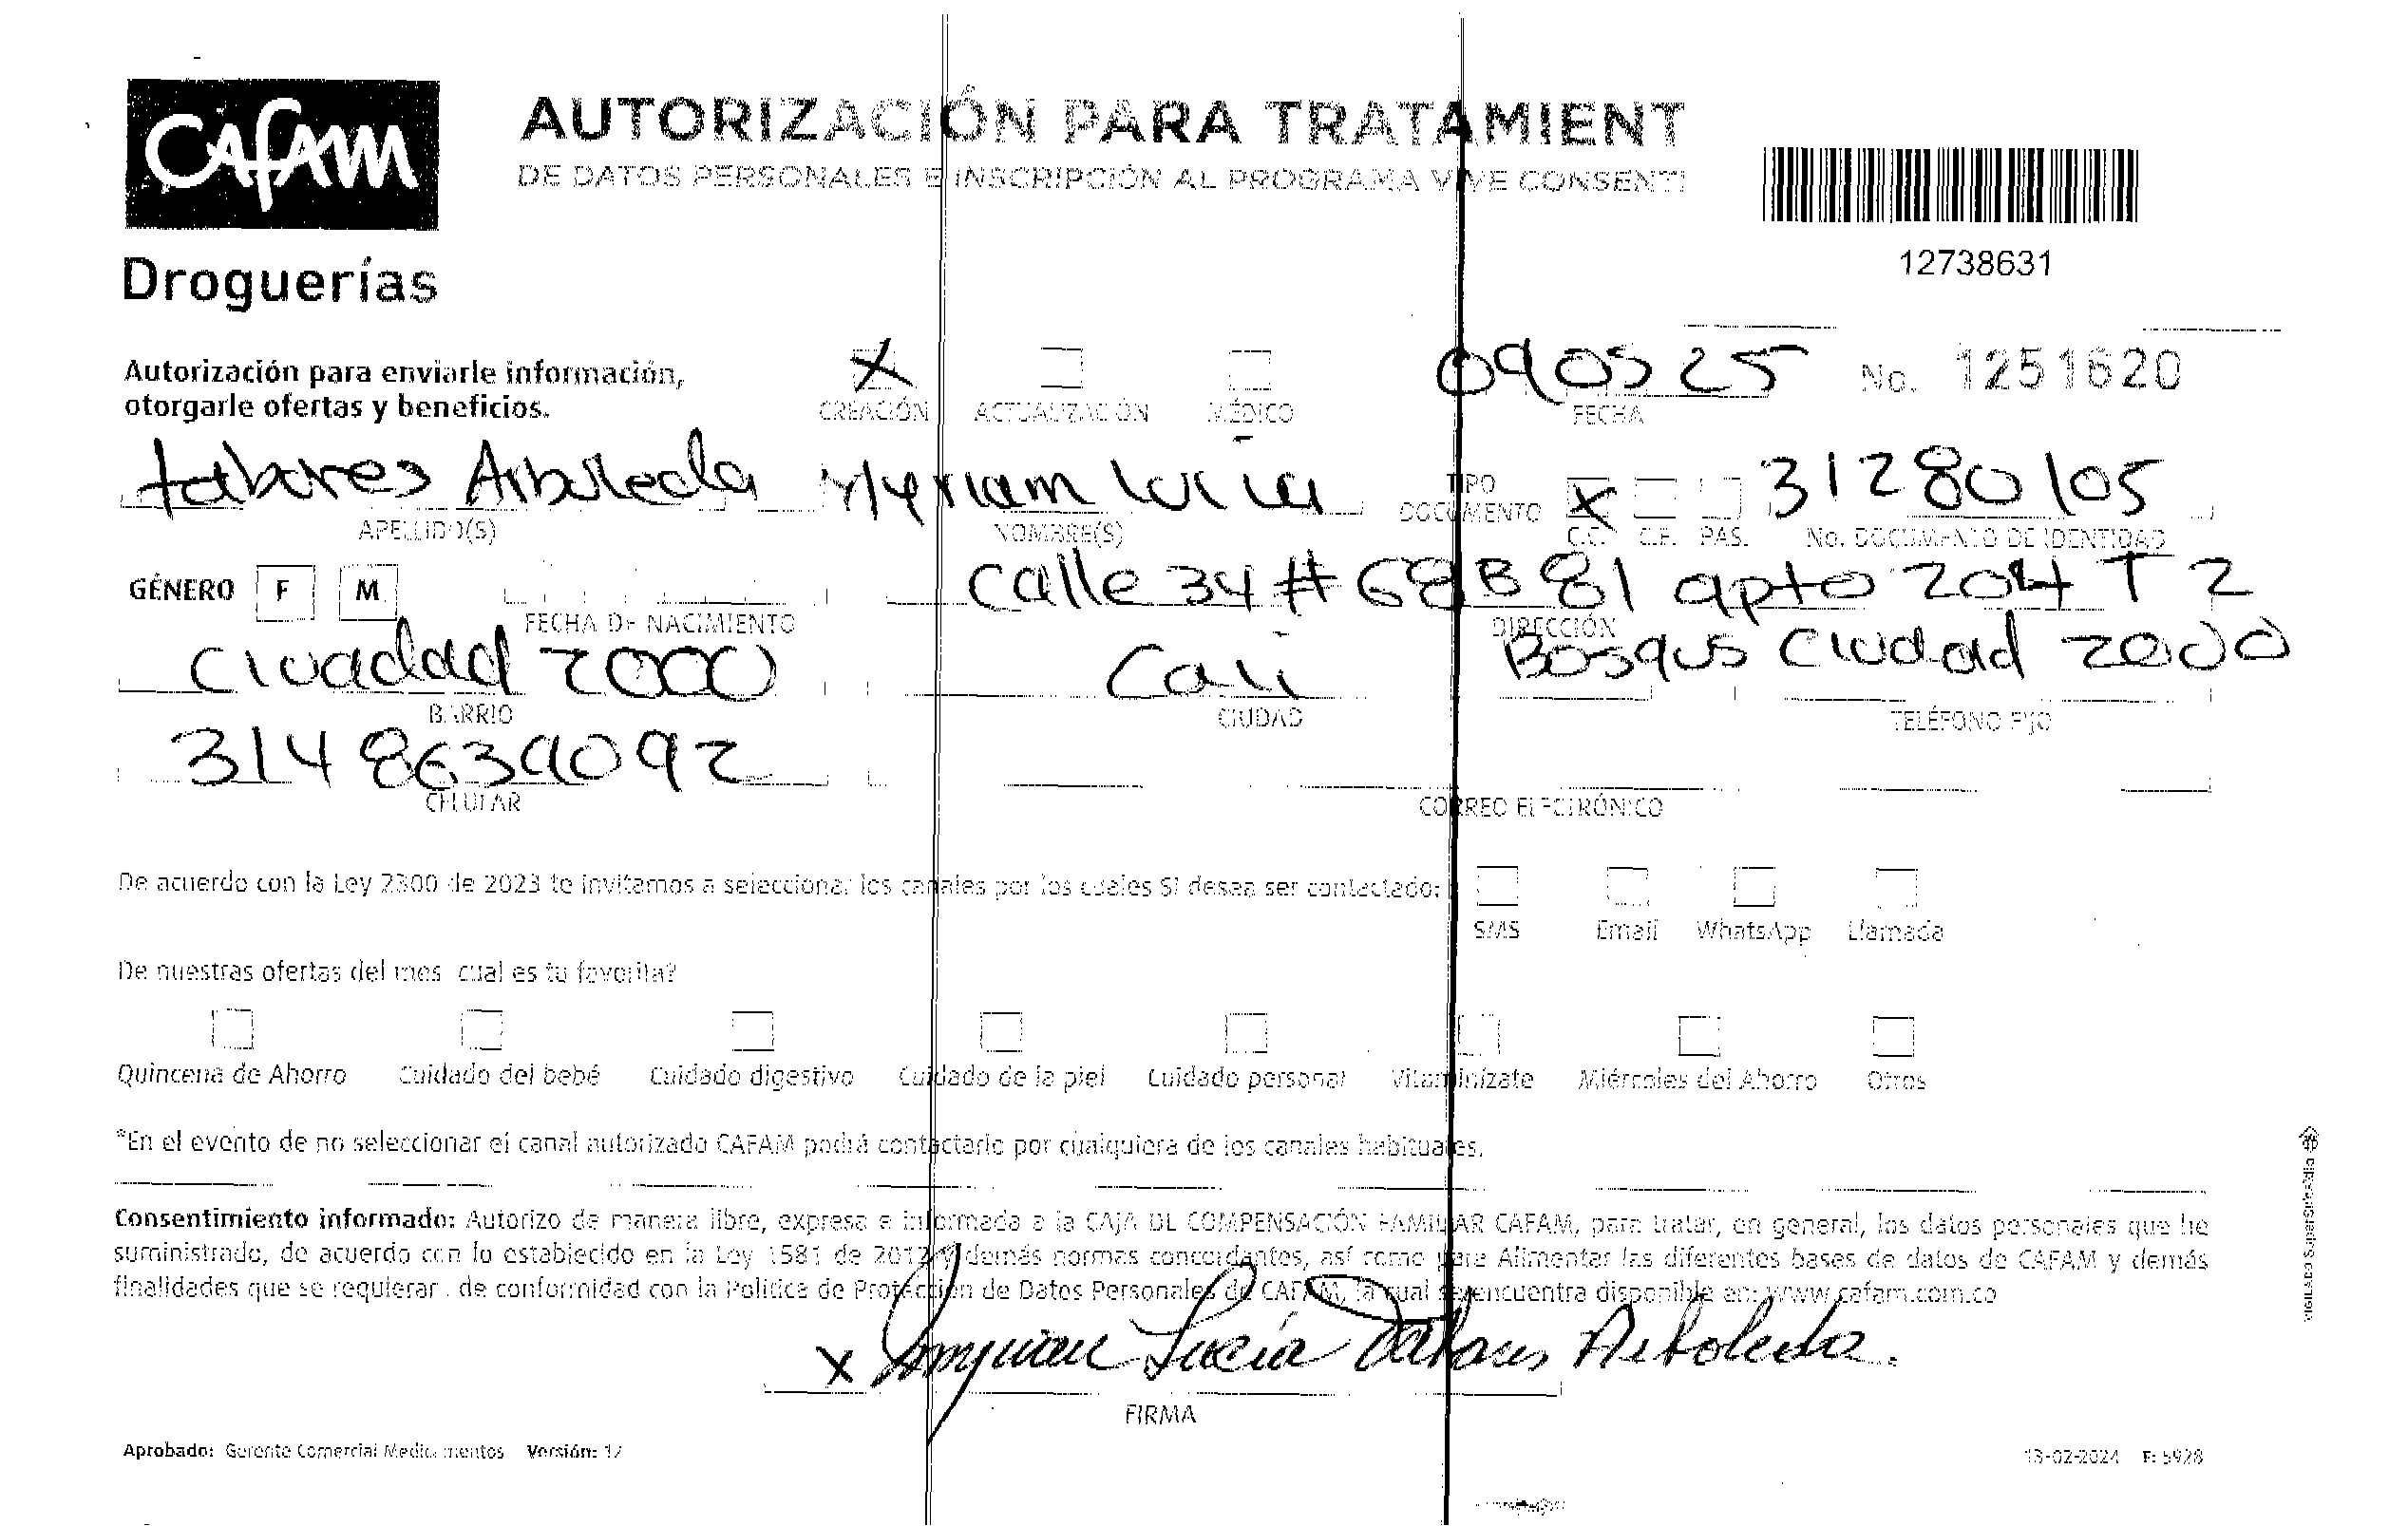 CAFAM
Droguerías
AUTORIZACIÓN PARA TRATAMIENT
DE DATOS PERSONALES E INSCRIPCIÓN AL PROGRAMA VIVE CONSENTI
12738631
Autorización para enviarle información,
otorgarle ofertas y beneficios.
X CREACIÓN ACTUALIZACIÓN MÉDICO
090525
FECHA
No. 1251620
tabares Arboleda Myriam Lucia
APELLIDO(S) NOMBRE(S)
TIPO DOCUMENTO X C.C. C.E. PAS.
31280105
No. DOCUMENTO DE IDENTIDAD
GÉNERO F M
FECHA DE NACIMIENTO
Calle 34 # 68B 81 apto 204 T 2
DIRECCIÓN
Bosques Ciudad 2000
Ciuadad 2000
BARRIO
Cali
CIUDAD
TELÉFONO FIJO
3148639092
CELULAR
CORREO ELECTRÓNICO
De acuerdo con la Ley 2300 de 2023 te invitamos a seleccionar los canales por los cuales SI desea ser contactado:
SMS Email WhatsApp Llamada
De nuestras ofertas del mes cual es tu favorita?
Quincena de Ahorro Cuidado del bebé Cuidado digestivo Cuidado de la piel Cuidado personal Vitaminízate Miércoles del Ahorro Otros
*En el evento de no seleccionar el canal autorizado CAFAM podrá contactarlo por cualquiera de los canales habituales.
Consentimiento informado: Autorizo de manera libre, expresa e informada a la CAJA DE COMPENSACIÓN FAMILIAR CAFAM, para tratar, en general, los datos personales que he
suministrado, de acuerdo con lo establecido en la Ley 1581 de 2012 y demás normas concordantes, así como para Alimentar las diferentes bases de datos de CAFAM y demás
finalidades que se requieran, de conformidad con la Política de Protección de Datos Personales de CAFAM, la cual se encuentra disponible en: www.cafam.com.co
X Myriam Lucía Tabares Arboleda.
FIRMA
Aprobado: Gerente Comercial Medicamentos Versión: 12
13-02-2024 F: 5928
VIGILADO SuperSubsidio